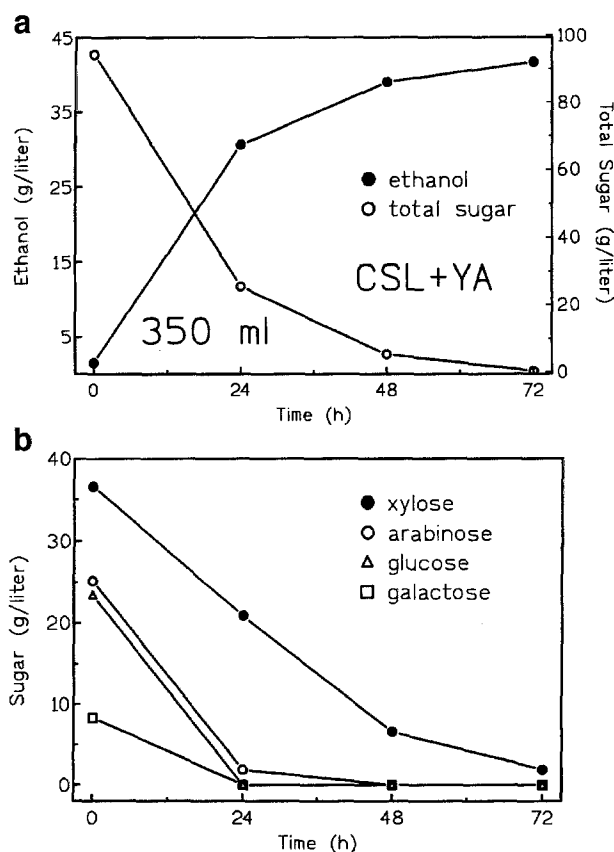 a
45
35
25
15
5
Ethanol (g/liter)
100
80
60
40
20
0
Total Sugar (g/liter)
ethanol
total sugar
CSL+YA
350 ml
0 24 48 72
Time (h)
b
40
30
20
10
0
Sugar (g/liter)
xylose
arabinose
glucose
galactose
0 24 48 72
Time (h)